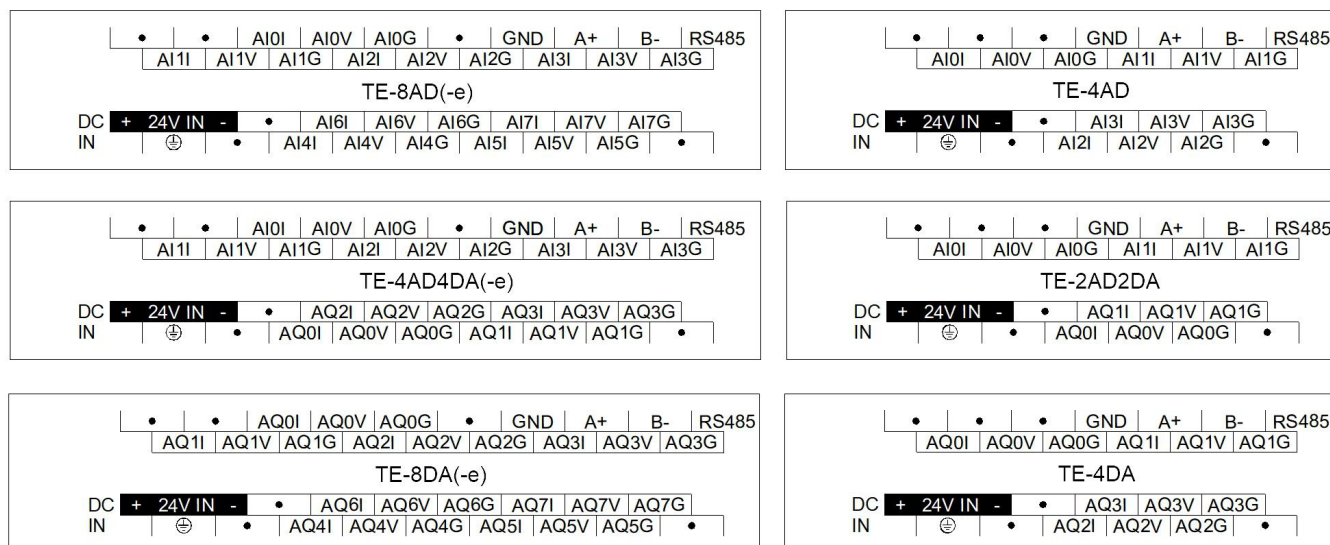 • • AI0I AI0V AI0G • GND A+ B- RS485
AI1I AI1V AI1G AI2I AI2V AI2G AI3I AI3V AI3G
TE-8AD(-e)
DC + 24V IN - • AI6I AI6V AI6G AI7I AI7V AI7G
IN ⏚ • AI4I AI4V AI4G AI5I AI5V AI5G •
• • • GND A+ B- RS485
AI0I AI0V AI0G AI1I AI1V AI1G
TE-4AD
DC + 24V IN - • AI3I AI3V AI3G
IN ⏚ • AI2I AI2V AI2G •
• • AI0I AI0V AI0G • GND A+ B- RS485
AI1I AI1V AI1G AI2I AI2V AI2G AI3I AI3V AI3G
TE-4AD4DA(-e)
DC + 24V IN - • AQ2I AQ2V AQ2G AQ3I AQ3V AQ3G
IN ⏚ • AQ0I AQ0V AQ0G AQ1I AQ1V AQ1G •
• • • GND A+ B- RS485
AI0I AI0V AI0G AI1I AI1V AI1G
TE-2AD2DA
DC + 24V IN - • AQ1I AQ1V AQ1G
IN ⏚ • AQ0I AQ0V AQ0G •
• • AQ0I AQ0V AQ0G • GND A+ B- RS485
AQ1I AQ1V AQ1G AQ2I AQ2V AQ2G AQ3I AQ3V AQ3G
TE-8DA(-e)
DC + 24V IN - • AQ6I AQ6V AQ6G AQ7I AQ7V AQ7G
IN ⏚ • AQ4I AQ4V AQ4G AQ5I AQ5V AQ5G •
• • • GND A+ B- RS485
AQ0I AQ0V AQ0G AQ1I AQ1V AQ1G
TE-4DA
DC + 24V IN - • AQ3I AQ3V AQ3G
IN ⏚ • AQ2I AQ2V AQ2G •